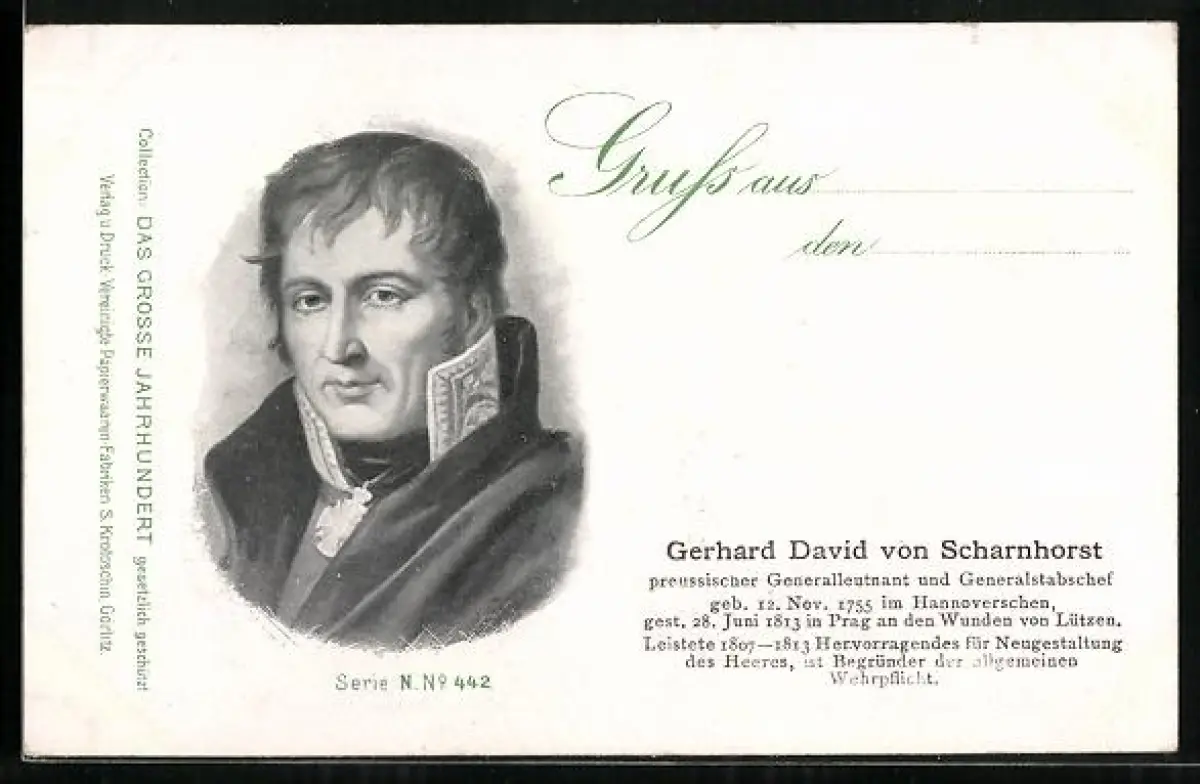 Collection: DAS GROSSE JAHRHUNDERT gesetzlich geschützt
Verlag u Druck Vereinigte Papierwaaren-Fabriken S. Krotoschin, Görlitz.
Gruss aus
den
Gerhard David von Scharnhorst
preussischer Generalleutnant und Generalstabschef
geb. 12. Nov. 1755 im Hannoverschen,
gest. 28. Juni 1813 in Prag an den Wunden von Lützen.
Leistete 1807—1813 Hervorragendes für Neugestaltung
des Heeres, ist Begründer der allgemeinen
Wehrpflicht.
Serie N. Nº 442